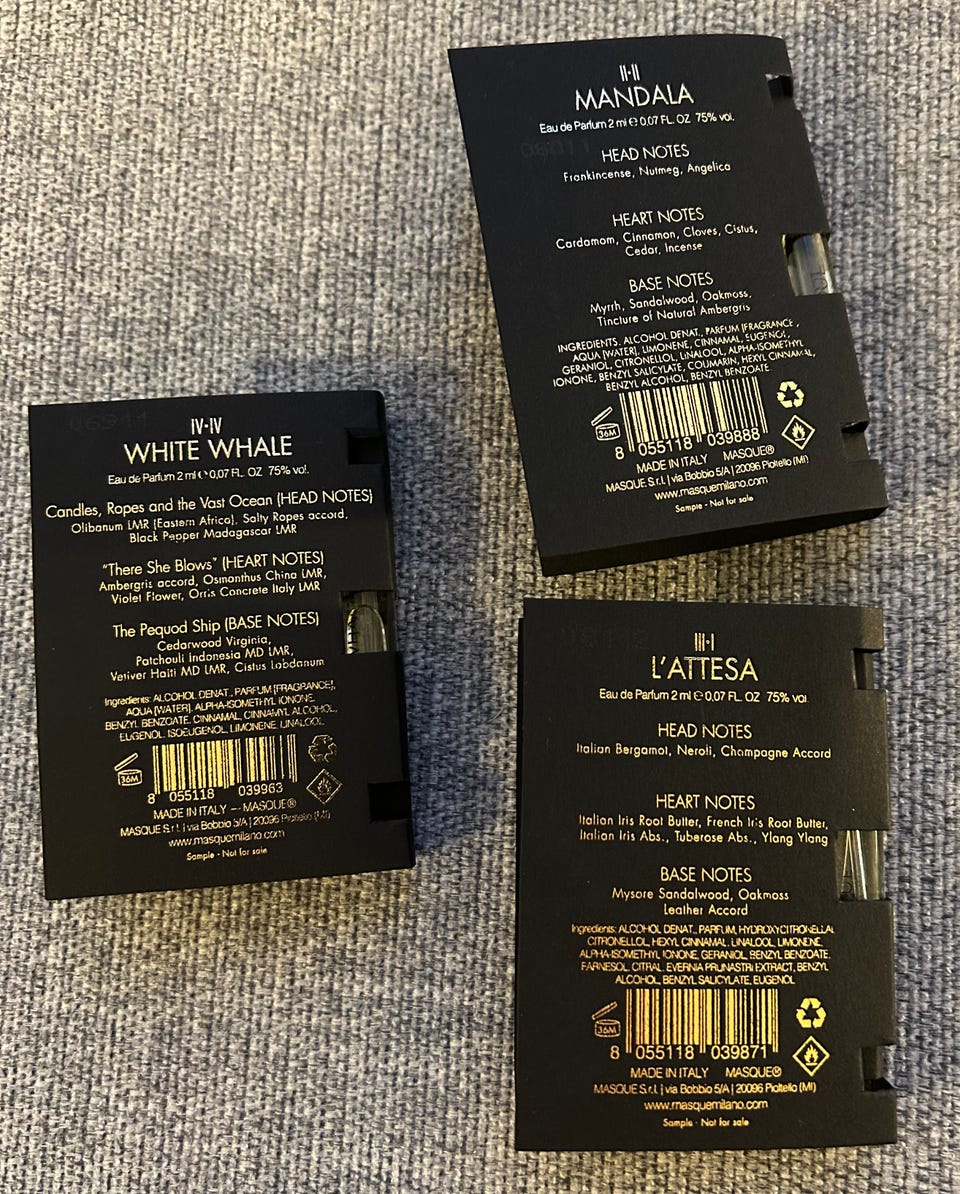 II·II
MANDALA
Eau de Parfum 2 ml ℮ 0,07 FL. OZ 75% vol.
HEAD NOTES
Frankincense, Nutmeg, Angelica
HEART NOTES
Cardamom, Cinnamon, Cloves, Cistus,
Cedar, Incense
BASE NOTES
Myrrh, Sandalwood, Oakmoss,
Tincture of Natural Ambergris
INGREDIENTS. ALCOHOL DENAT., PARFUM [FRAGRANCE],
AQUA [WATER], LIMONENE, CINNAMAL, EUGENOL,
GERANIOL, CITRONELLOL, LINALOOL, ALPHA-ISOMETHYL
IONONE, BENZYL SALICYLATE, COUMARIN, HEXYL CINNAMAL,
BENZYL ALCOHOL, BENZYL BENZOATE.
36M
8 055118 039888
MADE IN ITALY MASQUE®
MASQUE S.r.l. | via Bobbio 5/A | 20096 Pioltello (MI)
www.masquemilano.com
Sample - Not for sale
IV·IV
WHITE WHALE
Eau de Parfum 2 ml ℮ 0,07 FL. OZ 75% vol.
Candles, Ropes and the Vast Ocean (HEAD NOTES)
Olibanum LMR (Eastern Africa), Salty Ropes accord,
Black Pepper Madagascar LMR
"There She Blows" (HEART NOTES)
Ambergris accord, Osmanthus China LMR,
Violet Flower, Orris Concrete Italy LMR
The Pequod Ship (BASE NOTES)
Cedarwood Virginia,
Patchouli Indonesia MD LMR,
Vetiver Haiti MD LMR, Cistus Labdanum
Ingredients: ALCOHOL DENAT., PARFUM [FRAGRANCE],
AQUA [WATER], ALPHA-ISOMETHYL IONONE,
BENZYL BENZOATE, CINNAMAL, CINNAMYL ALCOHOL,
EUGENOL, ISOEUGENOL, LIMONENE, LINALOOL.
36M
8 055118 039963
MADE IN ITALY -- MASQUE®
MASQUE S.r.l. | via Bobbio 5/A | 20096 Pioltello (MI)
www.masquemilano.com
Sample - Not for sale
III·I
L'ATTESA
Eau de Parfum 2 ml ℮ 0,07 FL. OZ 75% vol
HEAD NOTES
Italian Bergamot, Neroli, Champagne Accord
HEART NOTES
Italian Iris Root Butter, French Iris Root Butter,
Italian Iris Abs., Tuberose Abs., Ylang Ylang
BASE NOTES
Mysore Sandalwood, Oakmoss
Leather Accord
Ingredients: ALCOHOL DENAT., PARFUM, HYDROXYCITRONELLAL
CITRONELLOL, HEXYL CINNAMAL, LINALOOL, LIMONENE,
ALPHA-ISOMETHYL IONONE, GERANIOL, BENZYL BENZOATE,
FARNESOL, CITRAL, EVERNIA PRUNASTRI EXTRACT, BENZYL
ALCOHOL, BENZYL SALICYLATE, EUGENOL
36M
8 055118 039871
MADE IN ITALY MASQUE®
MASQUE S.r.l. | via Bobbio 5/A | 20096 Pioltello (MI)
www.masquemilano.com
Sample - Not for sale